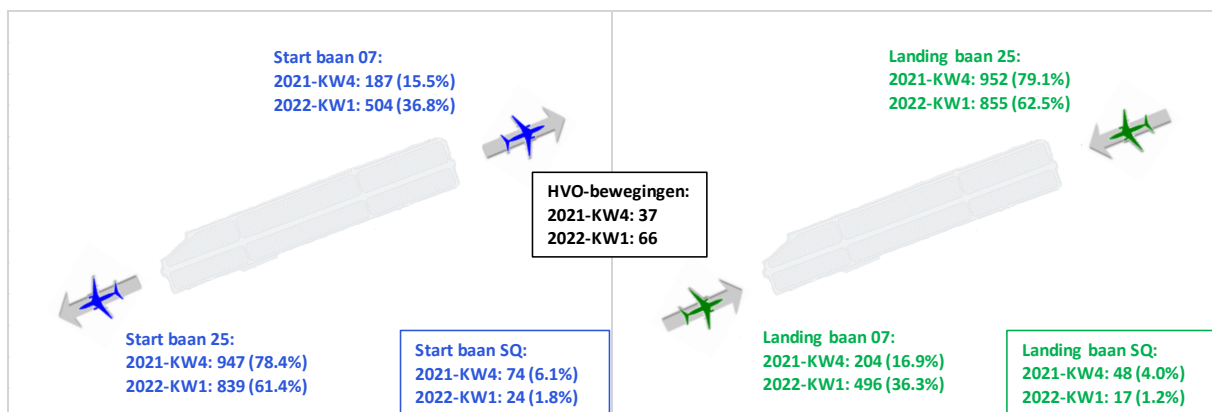 Start baan 07:
2021-KW4: 187 (15.5%)
2022-KW1: 504 (36.8%)
Landing baan 25:
2021-KW4: 952 (79.1%)
2022-KW1: 855 (62.5%)
HVO-bewegingen:
2021-KW4: 37
2022-KW1: 66
Start baan 25:
2021-KW4: 947 (78.4%)
2022-KW1: 839 (61.4%)
Start baan SQ:
2021-KW4: 74 (6.1%)
2022-KW1: 24 (1.8%)
Landing baan 07:
2021-KW4: 204 (16.9%)
2022-KW1: 496 (36.3%)
Landing baan SQ:
2021-KW4: 48 (4.0%)
2022-KW1: 17 (1.2%)